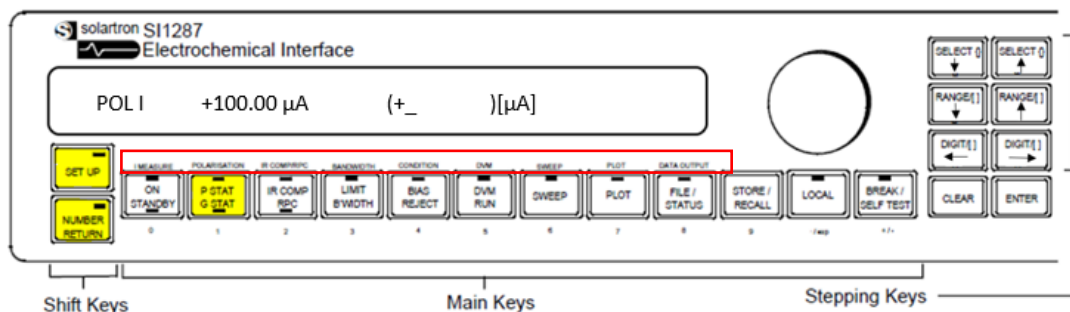 solartron SI1287
Electrochemical Interface
POL I +100.00 µA (+_ )[µA]
SELECT {} SELECT {}
RANGE/[ ] RANGE/[ ]
DIGIT/[ ] DIGIT/[ ]
CLEAR ENTER
SET UP
NUMBER
RETURN
I MEASURE POLARISATION IR COMP/RPC BANDWIDTH CONDITION DVM SWEEP PLOT DATA OUTPUT
ON P STAT IR COMP LIMIT BIAS DVM SWEEP PLOT FILE / STORE / LOCAL BREAK /
STANDBY G STAT RPC B'WIDTH REJECT RUN STATUS RECALL SELF TEST
0 1 2 3 4 5 6 7 8 9 -/exp +/-
Shift Keys Main Keys Stepping Keys